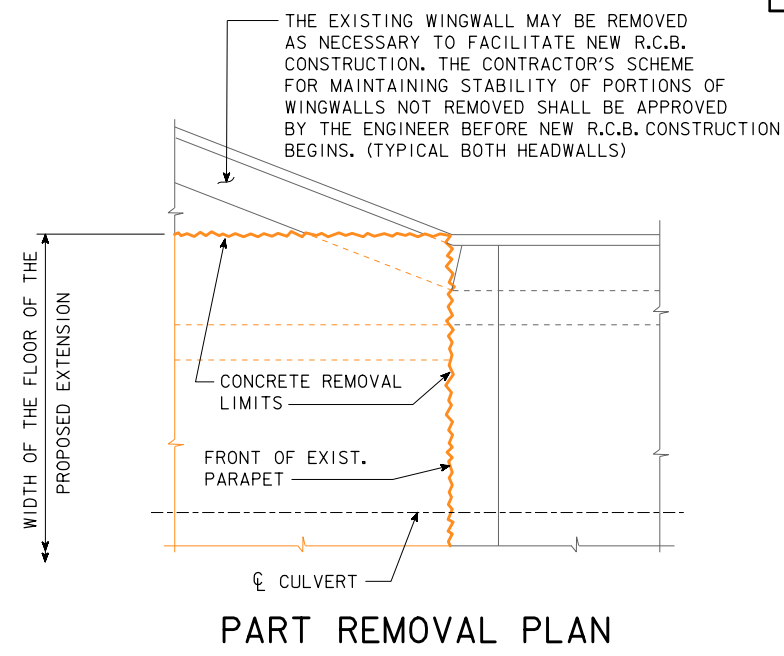 THE EXISTING WINGWALL MAY BE REMOVED
AS NECESSARY TO FACILITATE NEW R.C.B.
CONSTRUCTION. THE CONTRACTOR'S SCHEME
FOR MAINTAINING STABILITY OF PORTIONS OF
WINGWALLS NOT REMOVED SHALL BE APPROVED
BY THE ENGINEER BEFORE NEW R.C.B. CONSTRUCTION
BEGINS. (TYPICAL BOTH HEADWALLS)
WIDTH OF THE FLOOR OF THE
PROPOSED EXTENSION
CONCRETE REMOVAL
LIMITS
FRONT OF EXIST.
PARAPET
℄ CULVERT
PART REMOVAL PLAN